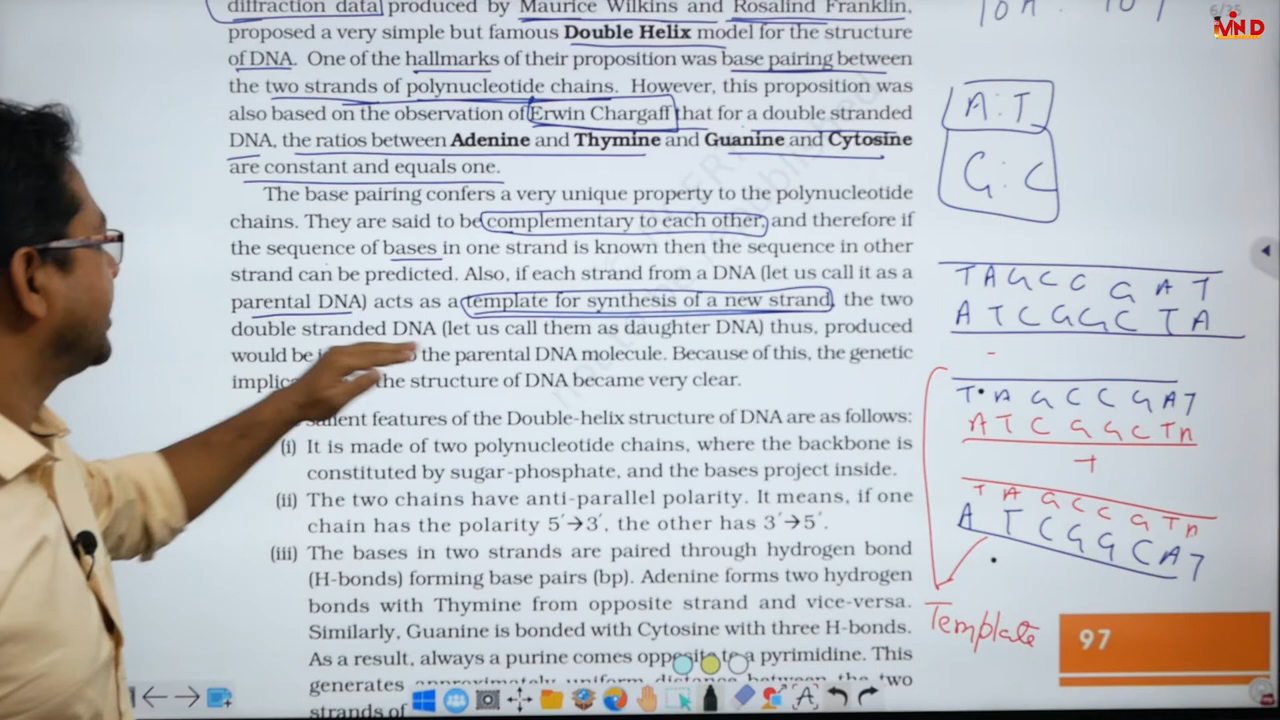 diffraction data produced by Maurice Wilkins and Rosalind Franklin,
proposed a very simple but famous Double Helix model for the structure
of DNA. One of the hallmarks of their proposition was base pairing between
the two strands of polynucleotide chains. However, this proposition was
also based on the observation of Erwin Chargaff that for a double stranded
DNA, the ratios between Adenine and Thymine and Guanine and Cytosine
are constant and equals one.
The base pairing confers a very unique property to the polynucleotide
chains. They are said to be complementary to each other, and therefore if
the sequence of bases in one strand is known then the sequence in other
strand can be predicted. Also, if each strand from a DNA (let us call it as a
parental DNA) acts as a template for synthesis of a new strand, the two
double stranded DNA (let us call them as daughter DNA) thus, produced
would be the parental DNA molecule. Because of this, the genetic
the structure of DNA became very clear.
features of the Double-helix structure of DNA are as follows:
(i) It is made of two polynucleotide chains, where the backbone is
constituted by sugar-phosphate, and the bases project inside.
(ii) The two chains have anti-parallel polarity. It means, if one
chain has the polarity 5′→3′, the other has 3′→5′.
(iii) The bases in two strands are paired through hydrogen bond
(H-bonds) forming base pairs (bp). Adenine forms two hydrogen
bonds with Thymine from opposite strand and vice-versa.
Similarly, Guanine is bonded with Cytosine with three H-bonds.
As a result, always a purine comes opposite to a pyrimidine. This
generates approximately uniform distance between the two
strands of
6/35
MIND
A : T
G : C
T A G C C G A T
A T C G G C T A
T A G C C G A T
A T C G G C T A
+
T A G C C G T A
A T C G G C A T
Template
97